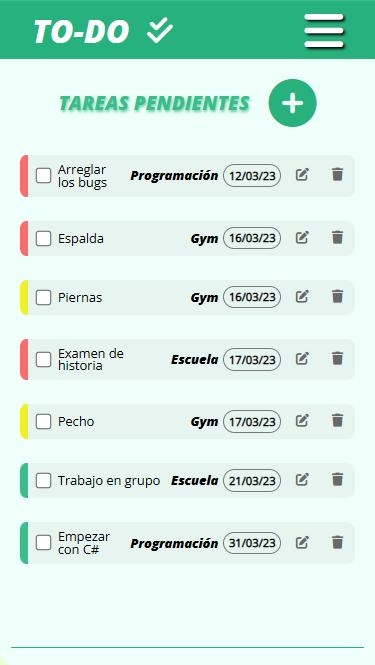 TO-DO
TAREAS PENDIENTES
Arreglar
los bugs
Programación 12/03/23
Espalda Gym 16/03/23
Piernas Gym 16/03/23
Examen de
historia
Escuela 17/03/23
Pecho Gym 17/03/23
Trabajo en grupo Escuela 21/03/23
Empezar
con C#
Programación 31/03/23